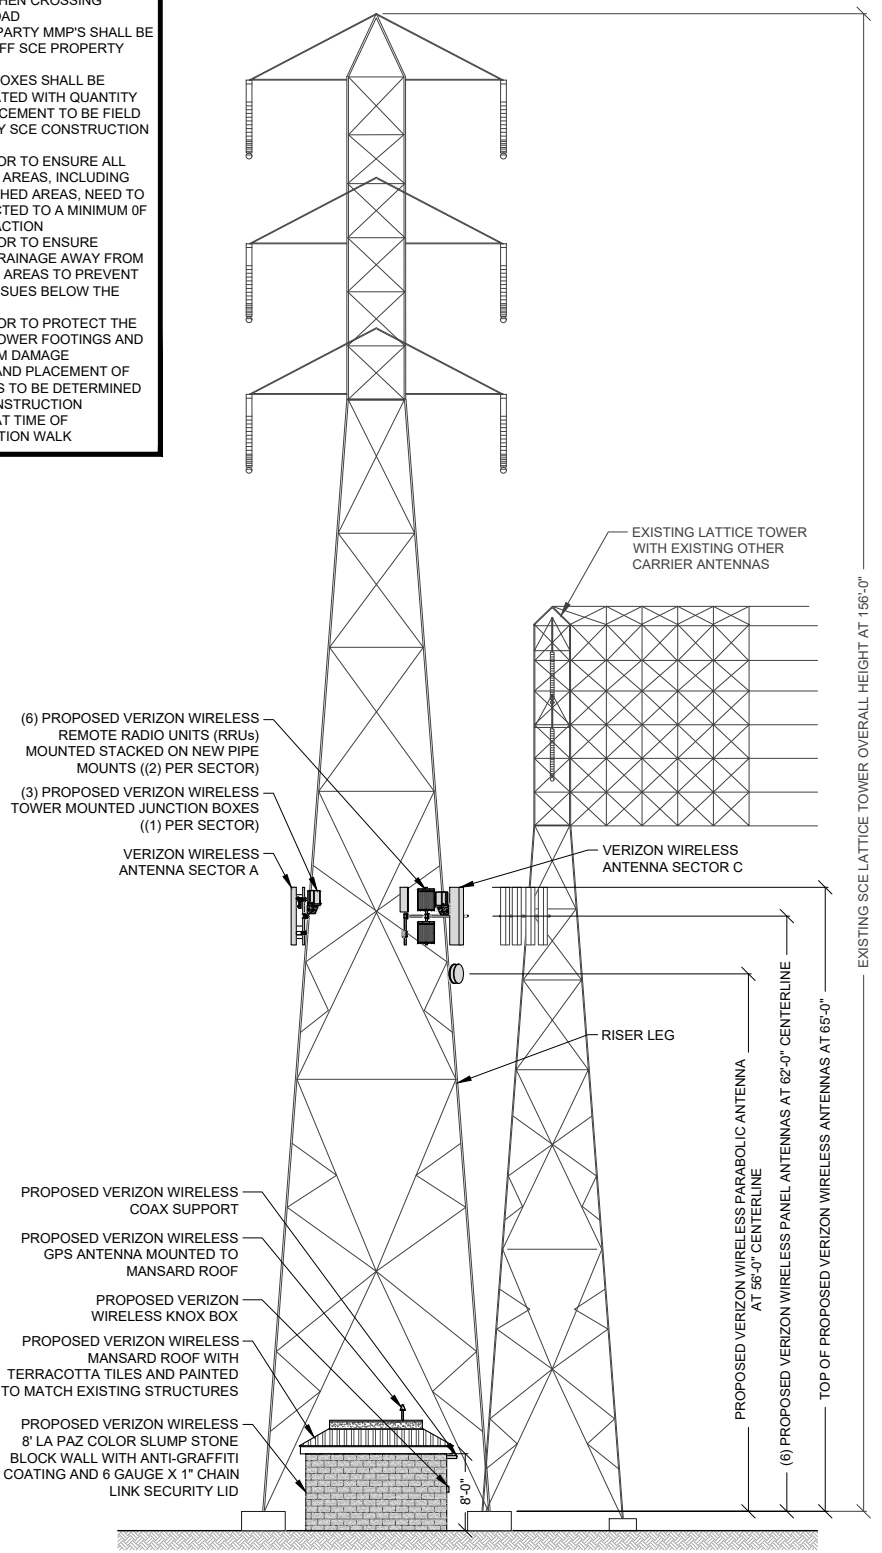 HEN CROSSING
OAD
PARTY MMP'S SHALL BE
FF SCE PROPERTY
OXES SHALL BE
ATED WITH QUANTITY
CEMENT TO BE FIELD
Y SCE CONSTRUCTION
OR TO ENSURE ALL
AREAS, INCLUDING
HED AREAS, NEED TO
CTED TO A MINIMUM 0F
ACTION
OR TO ENSURE
RAINAGE AWAY FROM
AREAS TO PREVENT
SUES BELOW THE
OR TO PROTECT THE
OWER FOOTINGS AND
M DAMAGE
AND PLACEMENT OF
S TO BE DETERMINED
NSTRUCTION
AT TIME OF
TION WALK
EXISTING LATTICE TOWER
WITH EXISTING OTHER
CARRIER ANTENNAS
(6) PROPOSED VERIZON WIRELESS
REMOTE RADIO UNITS (RRUs)
MOUNTED STACKED ON NEW PIPE
MOUNTS ((2) PER SECTOR)
(3) PROPOSED VERIZON WIRELESS
TOWER MOUNTED JUNCTION BOXES
((1) PER SECTOR)
VERIZON WIRELESS
ANTENNA SECTOR A
VERIZON WIRELESS
ANTENNA SECTOR C
RISER LEG
PROPOSED VERIZON WIRELESS
COAX SUPPORT
PROPOSED VERIZON WIRELESS
GPS ANTENNA MOUNTED TO
MANSARD ROOF
PROPOSED VERIZON
WIRELESS KNOX BOX
PROPOSED VERIZON WIRELESS
MANSARD ROOF WITH
TERRACOTTA TILES AND PAINTED
TO MATCH EXISTING STRUCTURES
PROPOSED VERIZON WIRELESS
8' LA PAZ COLOR SLUMP STONE
BLOCK WALL WITH ANTI-GRAFFITI
COATING AND 6 GAUGE X 1" CHAIN
LINK SECURITY LID
8'-0"
PROPOSED VERIZON WIRELESS PARABOLIC ANTENNA
AT 56'-0" CENTERLINE
(6) PROPOSED VERIZON WIRELESS PANEL ANTENNAS AT 62'-0" CENTERLINE
TOP OF PROPOSED VERIZON WIRELESS ANTENNAS AT 65'-0"
EXISTING SCE LATTICE TOWER OVERALL HEIGHT AT 156'-0"